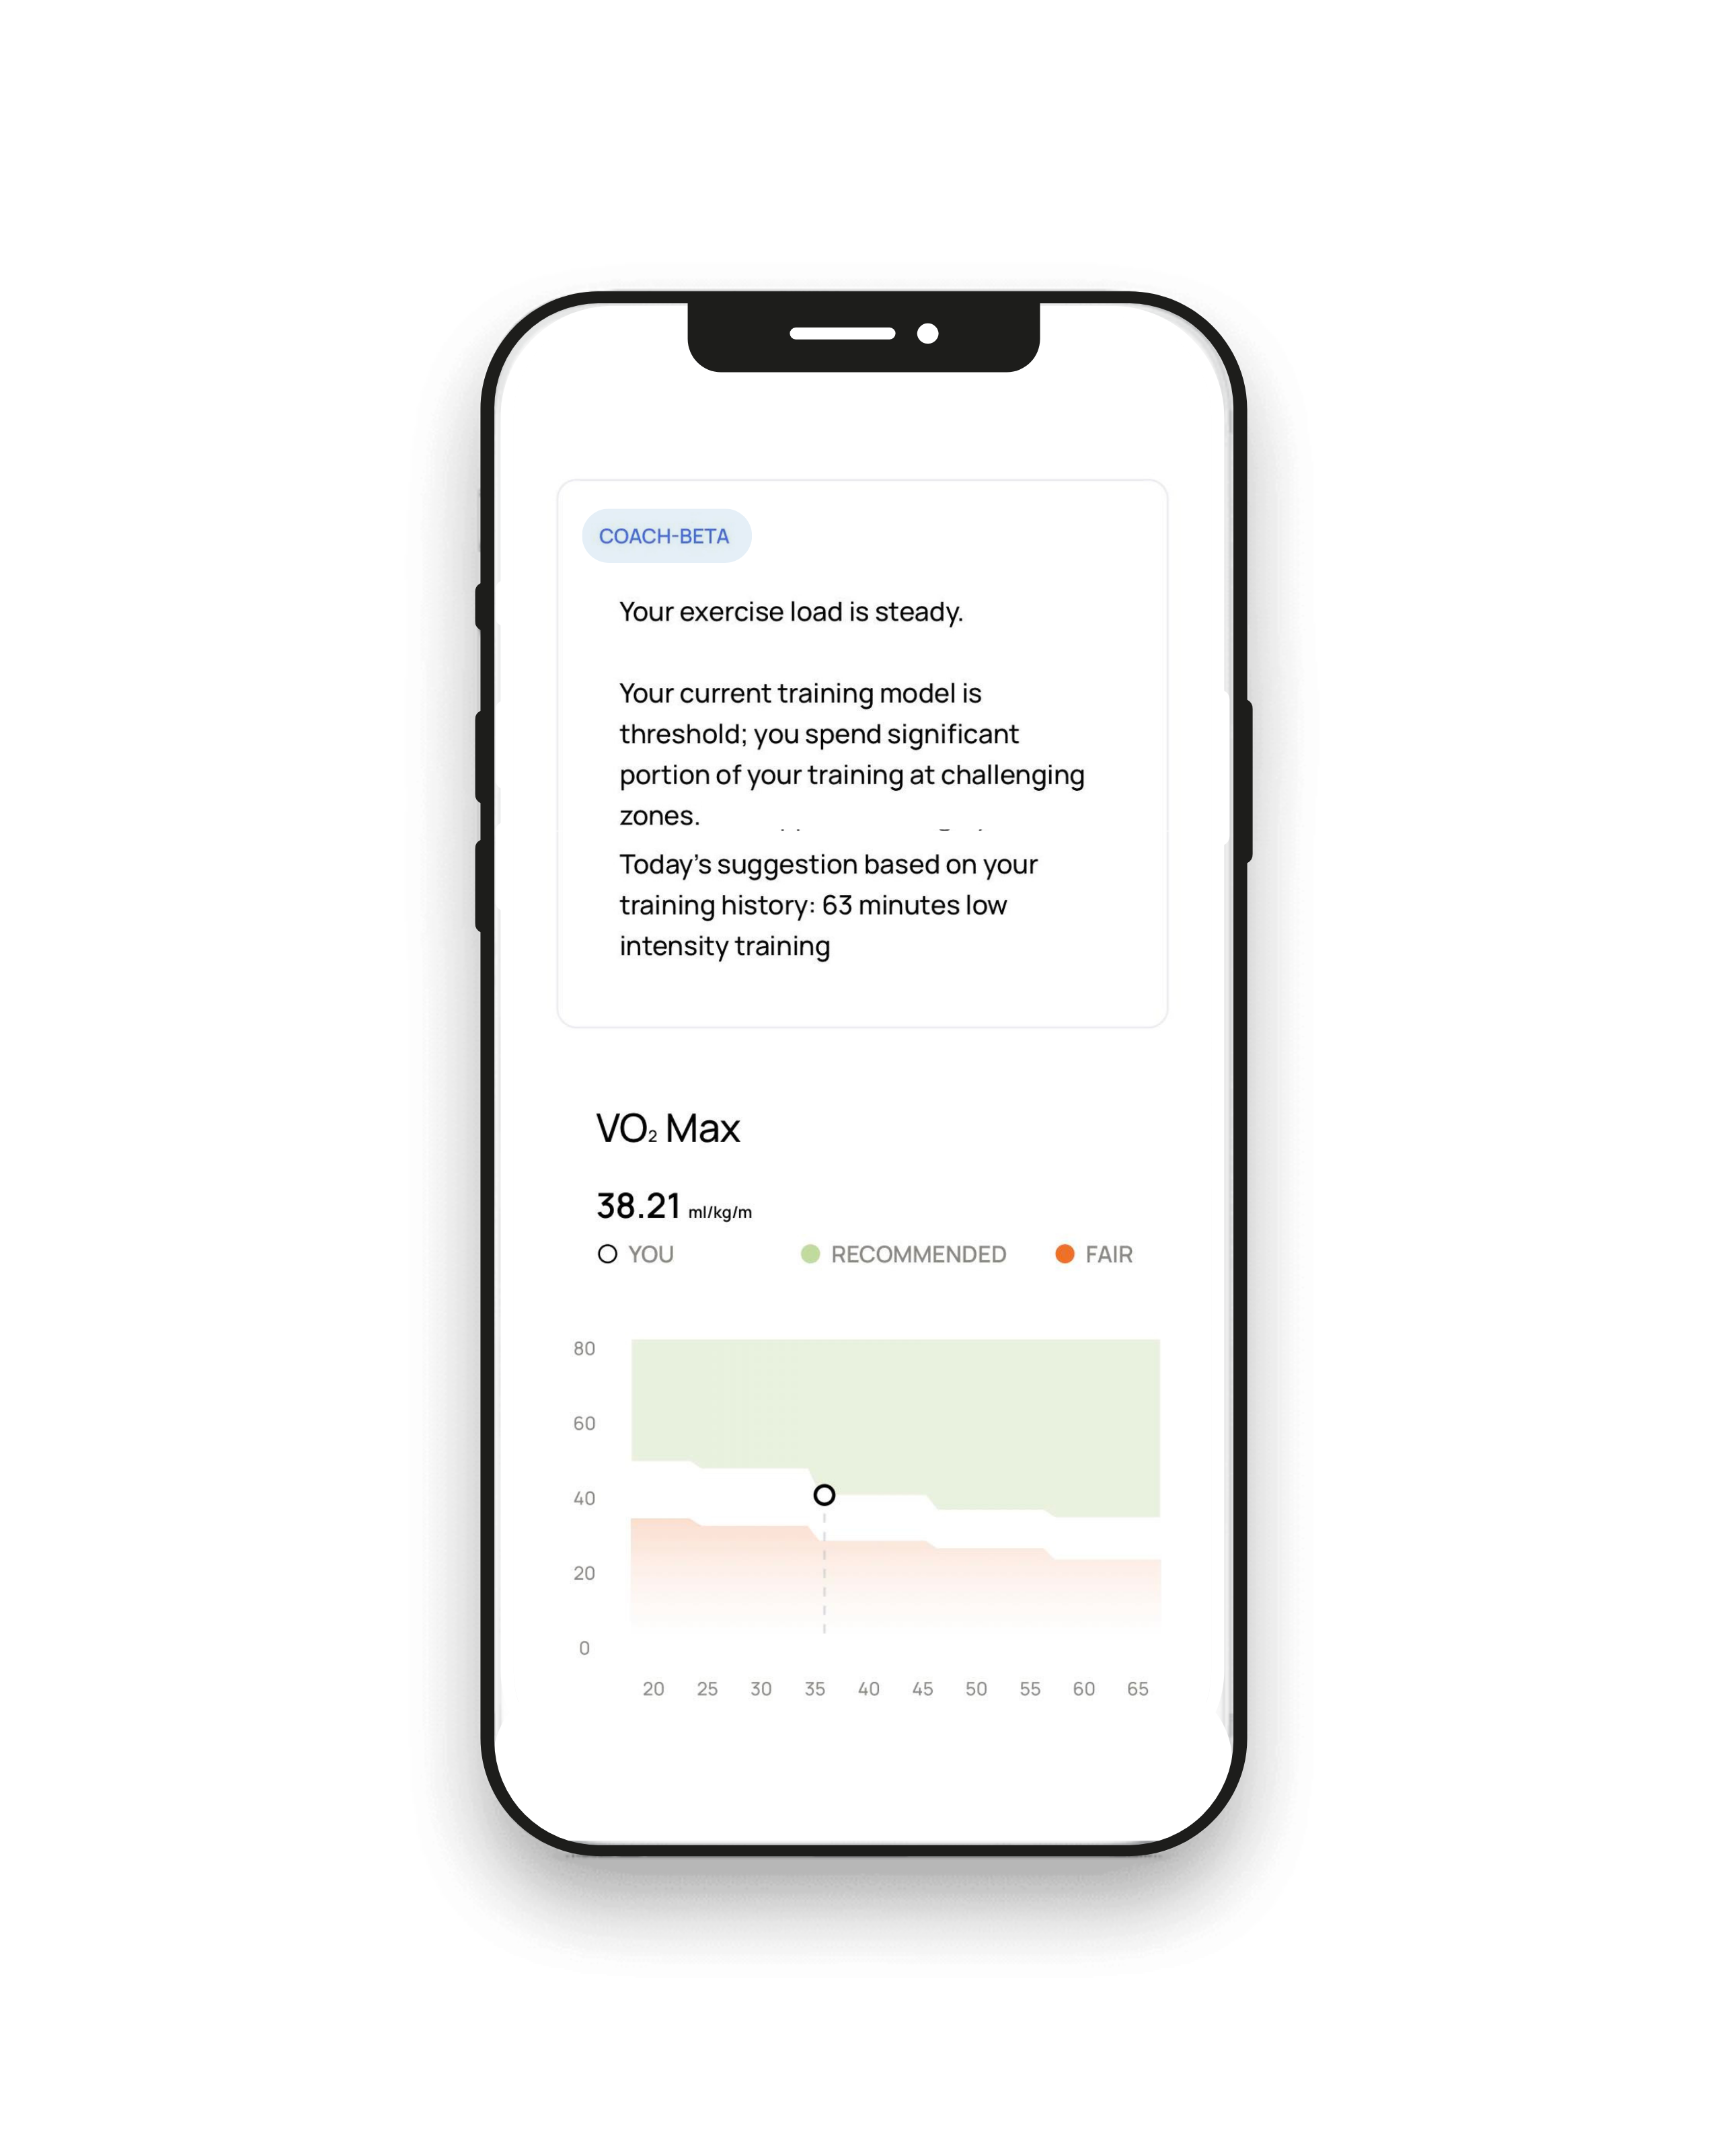 COACH-BETA
Your exercise load is steady.
Your current training model is
threshold; you spend significant
portion of your training at challenging
zones.
Today's suggestion based on your
training history: 63 minutes low
intensity training
VO₂ Max
38.21 ml/kg/m
YOU RECOMMENDED FAIR
80
60
40
20
0
20 25 30 35 40 45 50 55 60 65